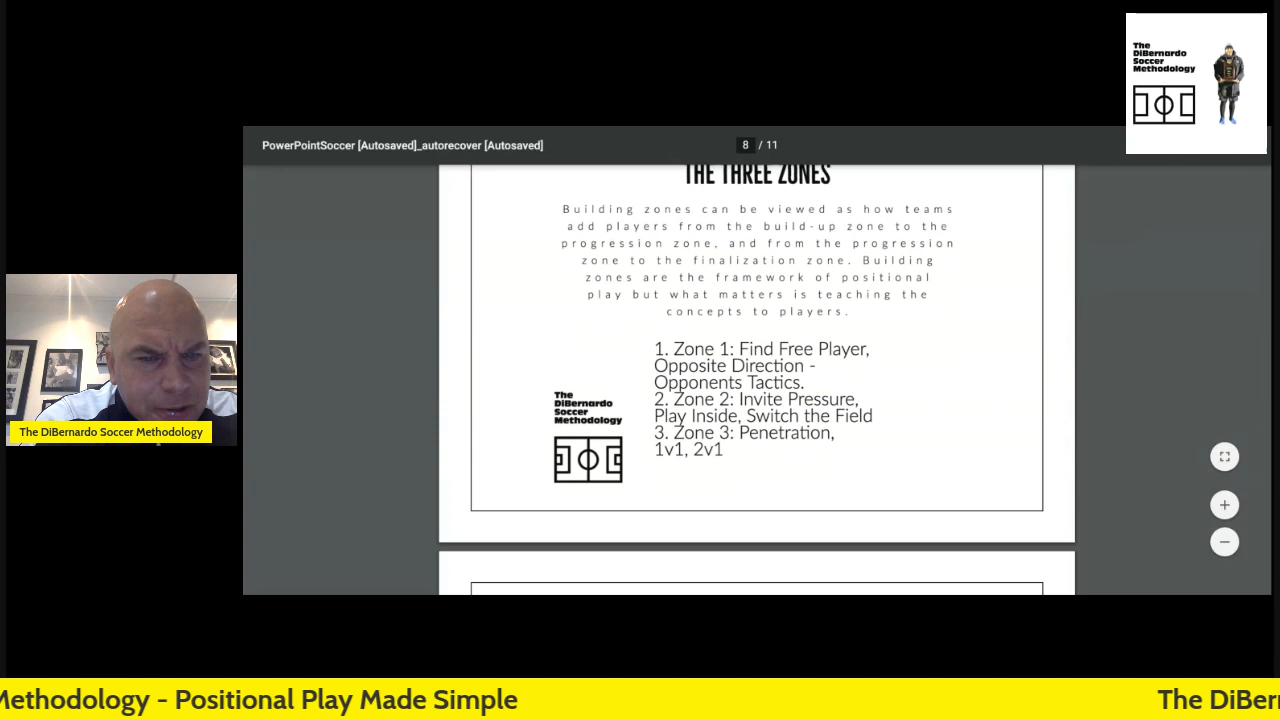 The
DiBernardo
Soccer
Methodology
PowerPointSoccer [Autosaved]_autorecover [Autosaved]
8 / 11
THE THREE ZONES
Building zones can be viewed as how teams
add players from the build-up zone to the
progression zone, and from the progression
zone to the finalization zone. Building
zones are the framework of positional
play but what matters is teaching the
concepts to players.
1. Zone 1: Find Free Player,
Opposite Direction -
Opponents Tactics.
2. Zone 2: Invite Pressure,
Play Inside, Switch the Field
3. Zone 3: Penetration,
1v1, 2v1
The
DiBernardo
Soccer
Methodology
The DiBernardo Soccer Methodology
Methodology - Positional Play Made Simple
The DiBer